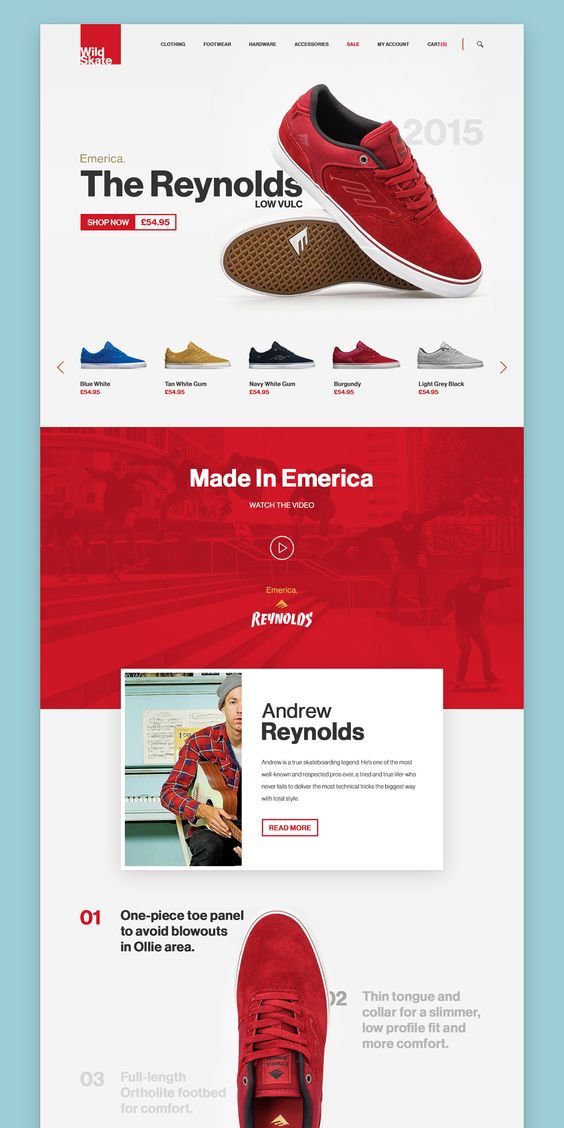 Wild
Skate
CLOTHING FOOTWEAR HARDWARE ACCESSORIES SALE MY ACCOUNT CART(5)
2015
Emerica.
The Reynolds
LOW VULC
SHOP NOW £54.95
Blue White Tan White Gum Navy White Gum Burgundy Light Grey Black
£54.95 £54.95 £54.95 £54.95 £54.95
Made In Emerica
WATCH THE VIDEO
Emerica.
REYNOLDS
Andrew
Reynolds
Andrew is a true skateboarding legend. He's one of the most
well-known and respected pros ever, a tried and true lifer who
never fails to deliver the most technical tricks the biggest way
with total style.
READ MORE
01 One-piece toe panel
to avoid blowouts
in Ollie area.
02 Thin tongue and
collar for a slimmer,
low profile fit and
more comfort.
03 Full-length
Ortholite footbed
for comfort.